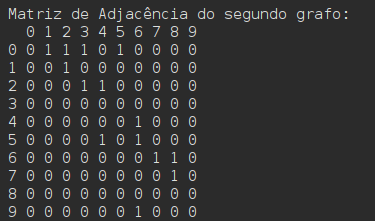 Matriz de Adjacência do segundo grafo:
  0 1 2 3 4 5 6 7 8 9
0 0 1 1 1 0 1 0 0 0 0
1 0 0 1 0 0 0 0 0 0 0
2 0 0 0 1 1 0 0 0 0 0
3 0 0 0 0 0 0 0 0 0 0
4 0 0 0 0 0 0 1 0 0 0
5 0 0 0 0 1 0 1 0 0 0
6 0 0 0 0 0 0 0 1 1 0
7 0 0 0 0 0 0 0 0 1 0
8 0 0 0 0 0 0 0 0 0 0
9 0 0 0 0 0 0 1 0 0 0